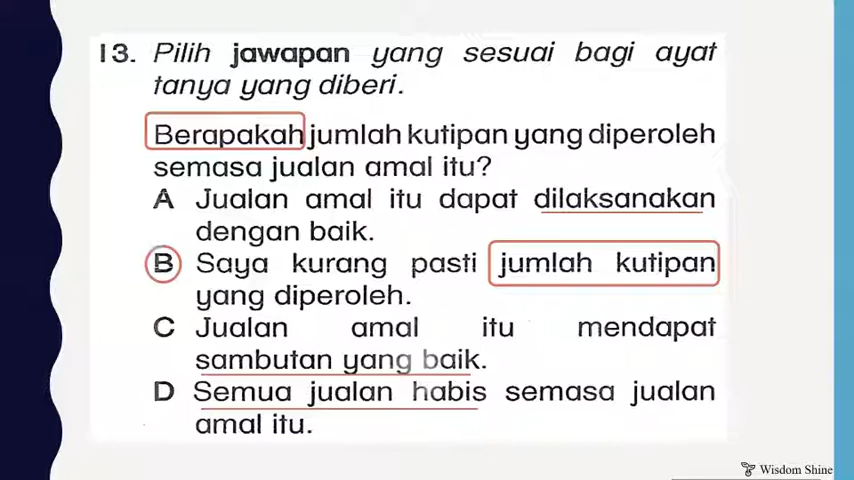 13. Pilih jawapan yang sesuai bagi ayat
tanya yang diberi.
Berapakah jumlah kutipan yang diperoleh
semasa jualan amal itu?
A Jualan amal itu dapat dilaksanakan
dengan baik.
B Saya kurang pasti jumlah kutipan
yang diperoleh.
C Jualan amal itu mendapat
sambutan yang baik.
D Semua jualan habis semasa jualan
amal itu.
Wisdom Shine